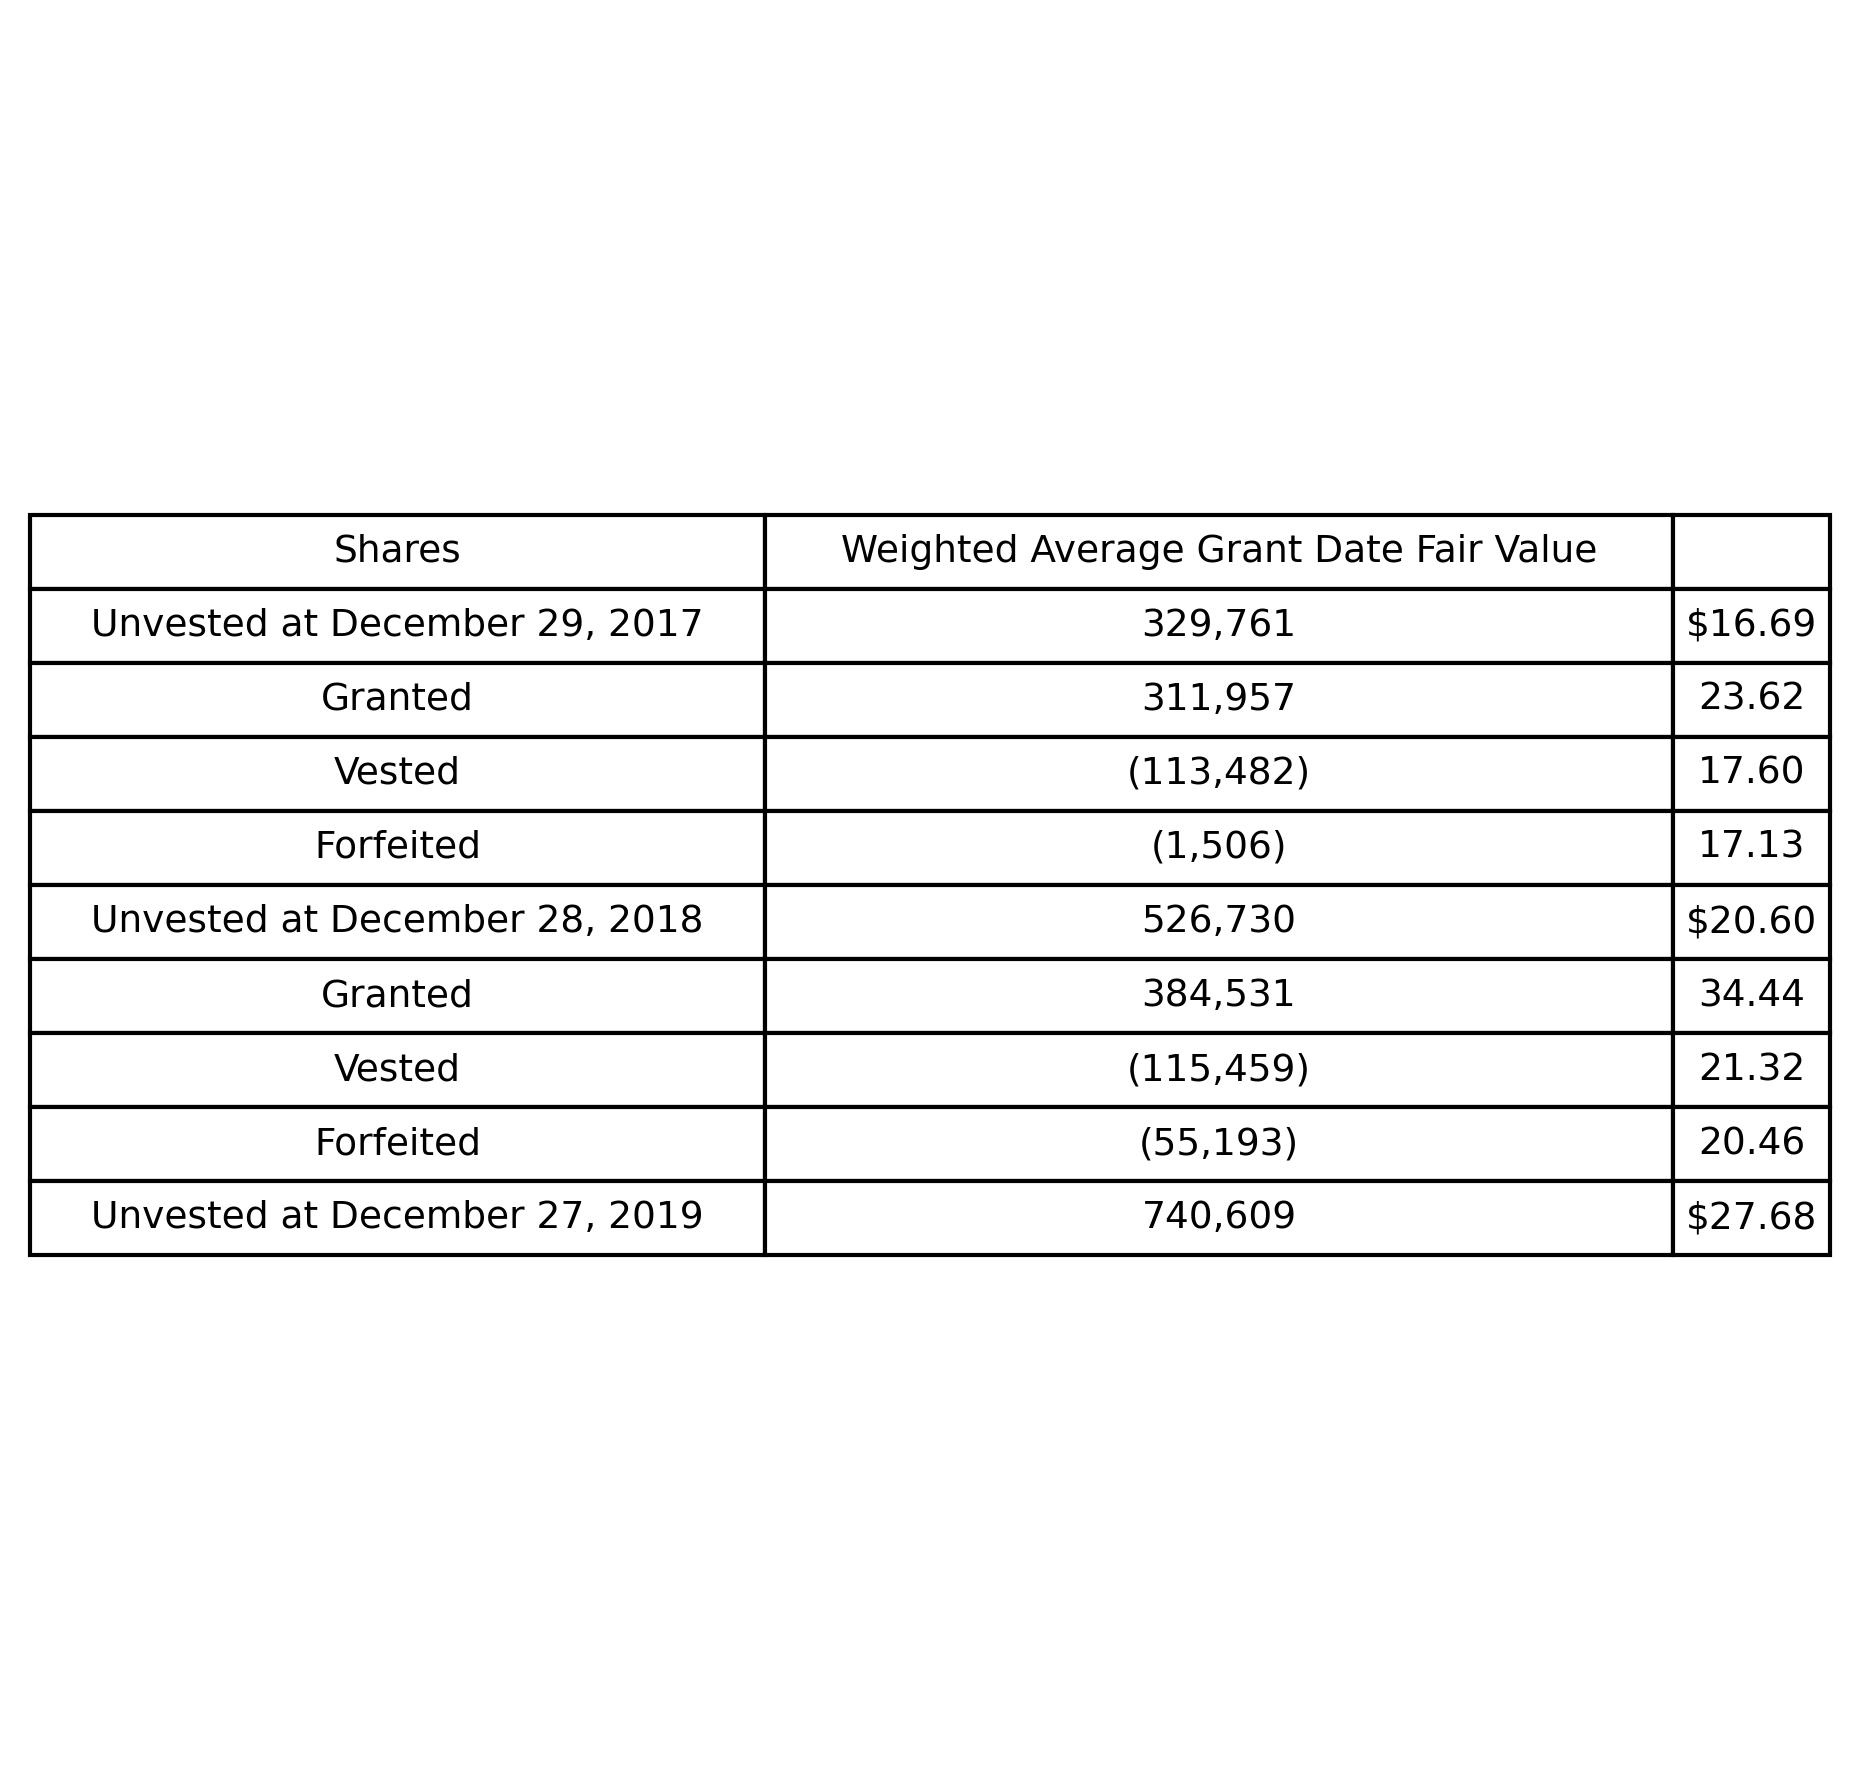 Shares Weighted Average Grant Date Fair Value
Unvested at December 29, 2017 329,761 $16.69
Granted 311,957 23.62
Vested (113,482) 17.60
Forfeited (1,506) 17.13
Unvested at December 28, 2018 526,730 $20.60
Granted 384,531 34.44
Vested (115,459) 21.32
Forfeited (55,193) 20.46
Unvested at December 27, 2019 740,609 $27.68